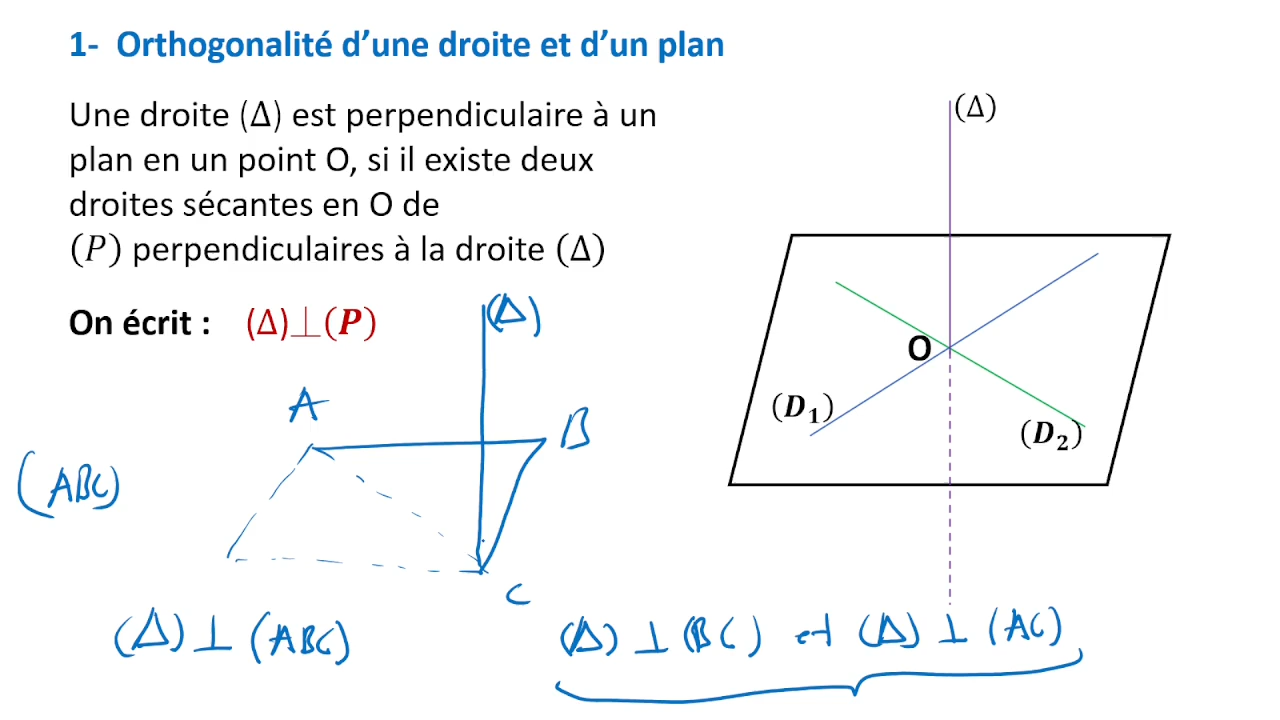 1- Orthogonalité d’une droite et d’un plan
Une droite (Δ) est perpendiculaire à un
plan en un point O, si il existe deux
droites sécantes en O de
(P) perpendiculaires à la droite (Δ)
On écrit : (Δ)⊥(P)
(Δ)
A
B
(ABC)
C
(Δ) ⊥ (ABC)
(Δ) ⊥ (BC) et (Δ) ⊥ (AC)
(Δ)
O
(D₁)
(D₂)